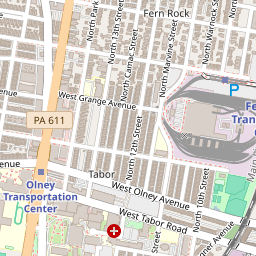 Fern Rock
North Park
North 13th Street
North Camac Street
North Marvine Street
North Warnock Street
West Grange Avenue
P
Fe
Tran
PA 611
North 12th Street
Avenue
Olney
Transportation
Center
Tabor
West Olney Avenue
North 10th Street
West Tabor Road
Main
Avenue